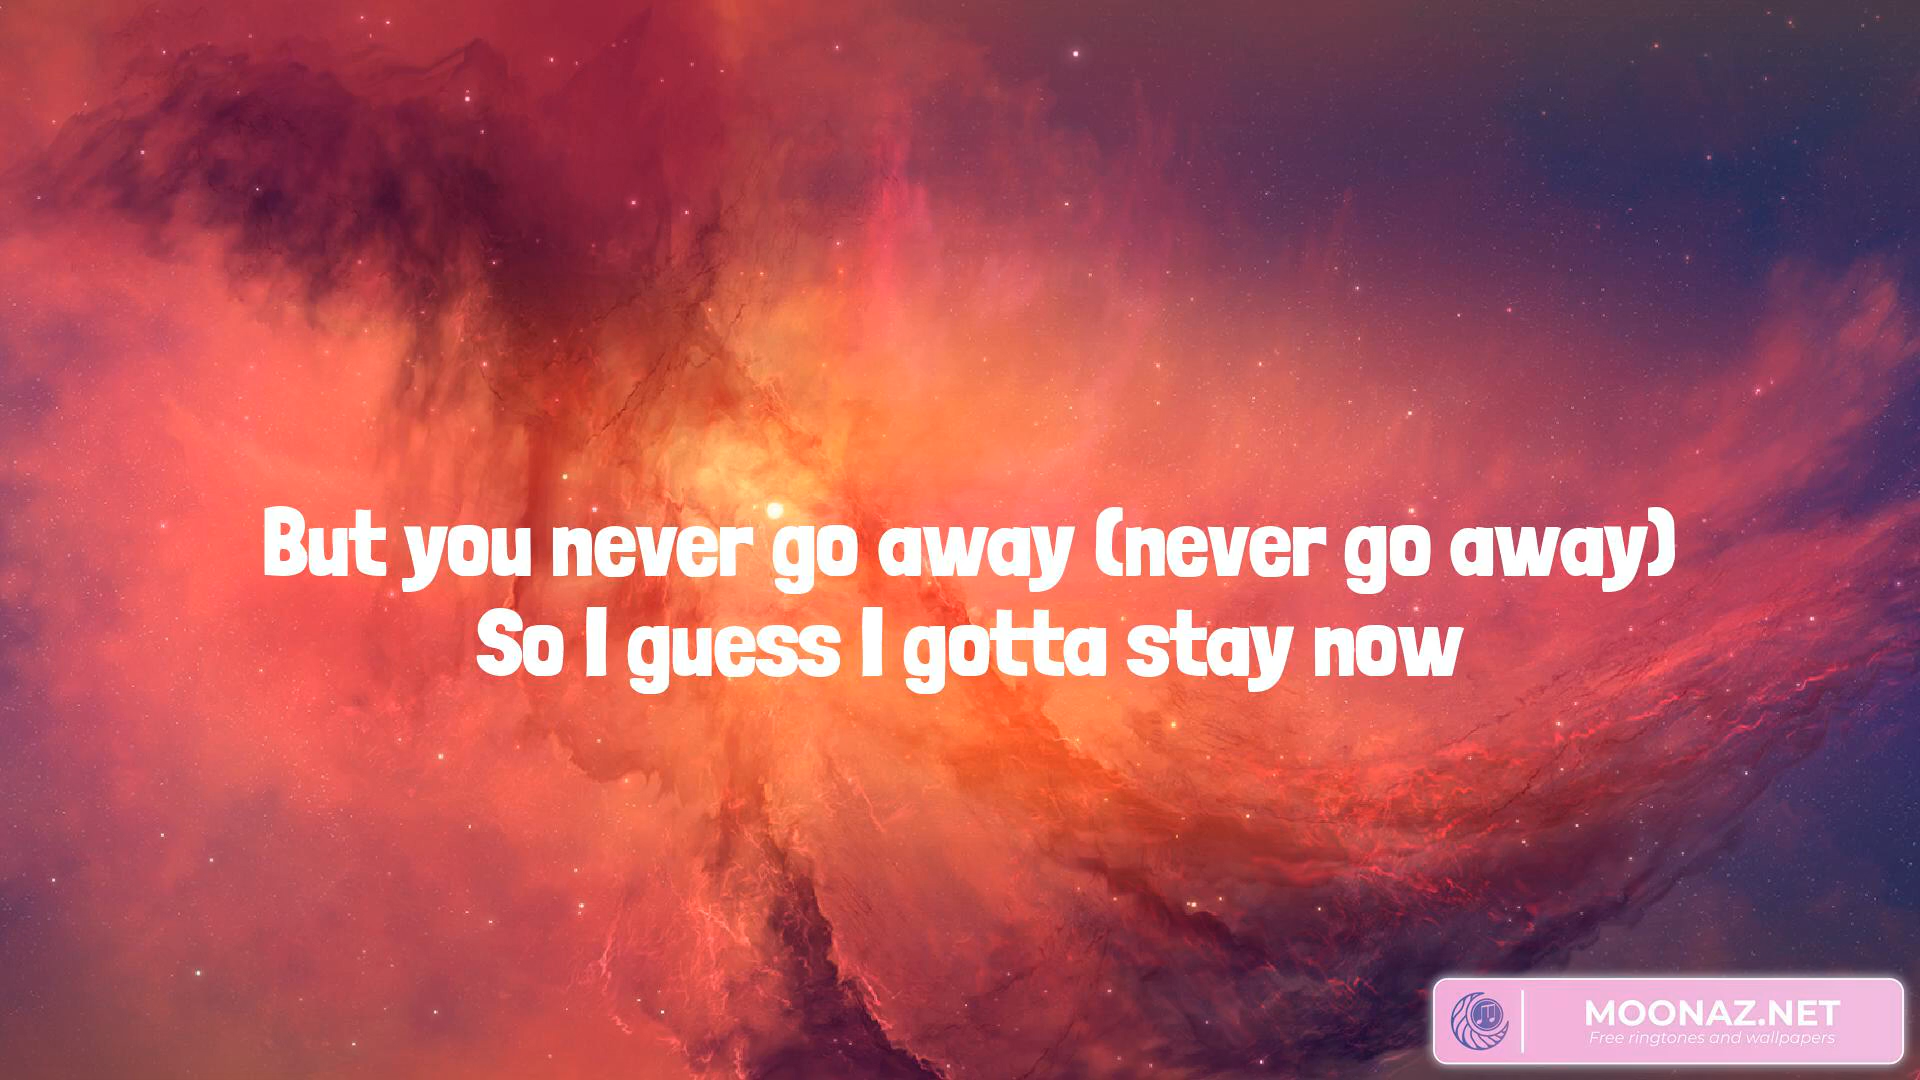 But you never go away (never go away)
So I guess I gotta stay now
MOONAZ.NET
Free ringtones and wallpapers